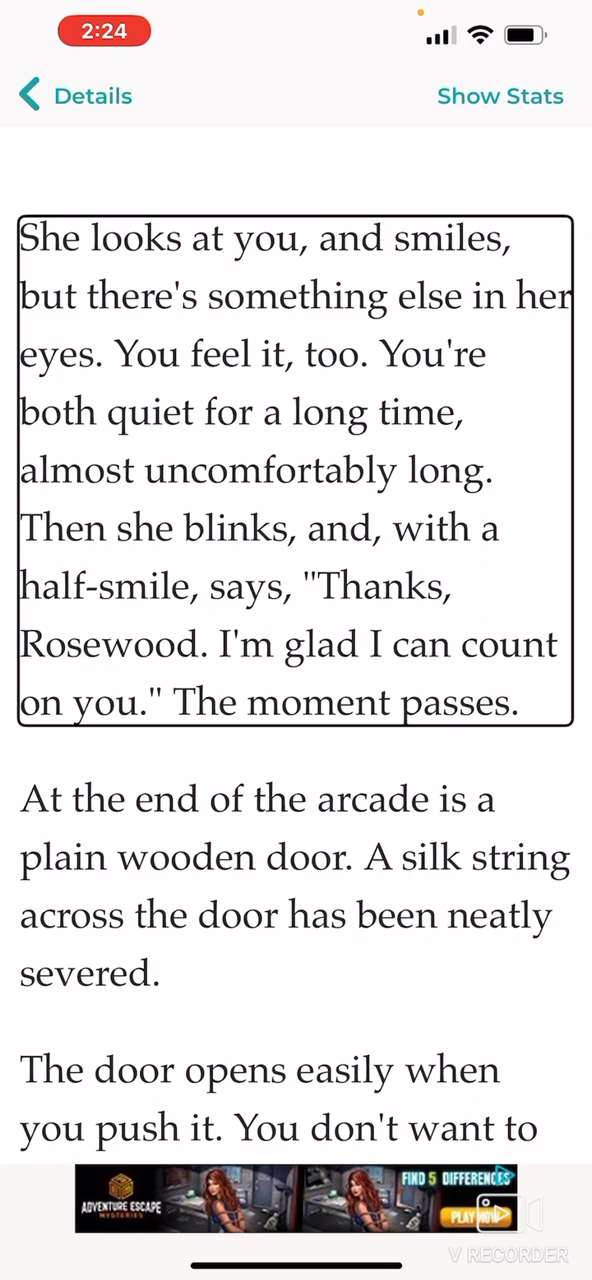 2:24
Details
Show Stats
She looks at you, and smiles,
but there's something else in her
eyes. You feel it, too. You're
both quiet for a long time,
almost uncomfortably long.
Then she blinks, and, with a
half-smile, says, "Thanks,
Rosewood. I'm glad I can count
on you." The moment passes.
At the end of the arcade is a
plain wooden door. A silk string
across the door has been neatly
severed.
The door opens easily when
you push it. You don't want to
FIND 5 DIFFERENCES
ADVENTURE ESCAPE
MYSTERIES
PLAY NOW
V RECORDER